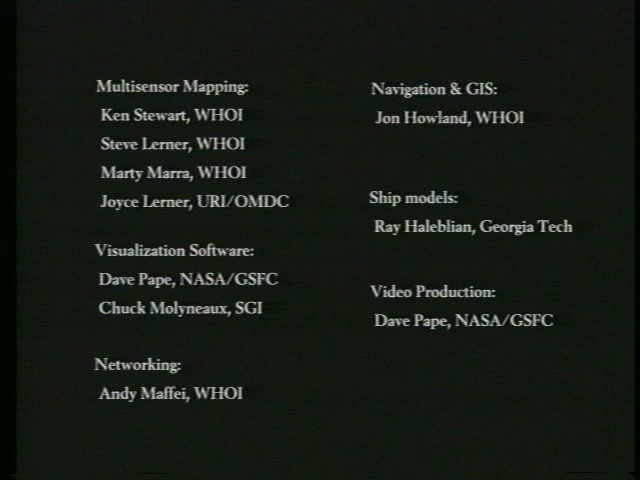 Multisensor Mapping:
Ken Stewart, WHOI
Steve Lerner, WHOI
Marty Marra, WHOI
Joyce Lerner, URI/OMDC
Visualization Software:
Dave Pape, NASA/GSFC
Chuck Molyneaux, SGI
Networking:
Andy Maffei, WHOI
Navigation & GIS:
Jon Howland, WHOI
Ship models:
Ray Haleblian, Georgia Tech
Video Production:
Dave Pape, NASA/GSFC